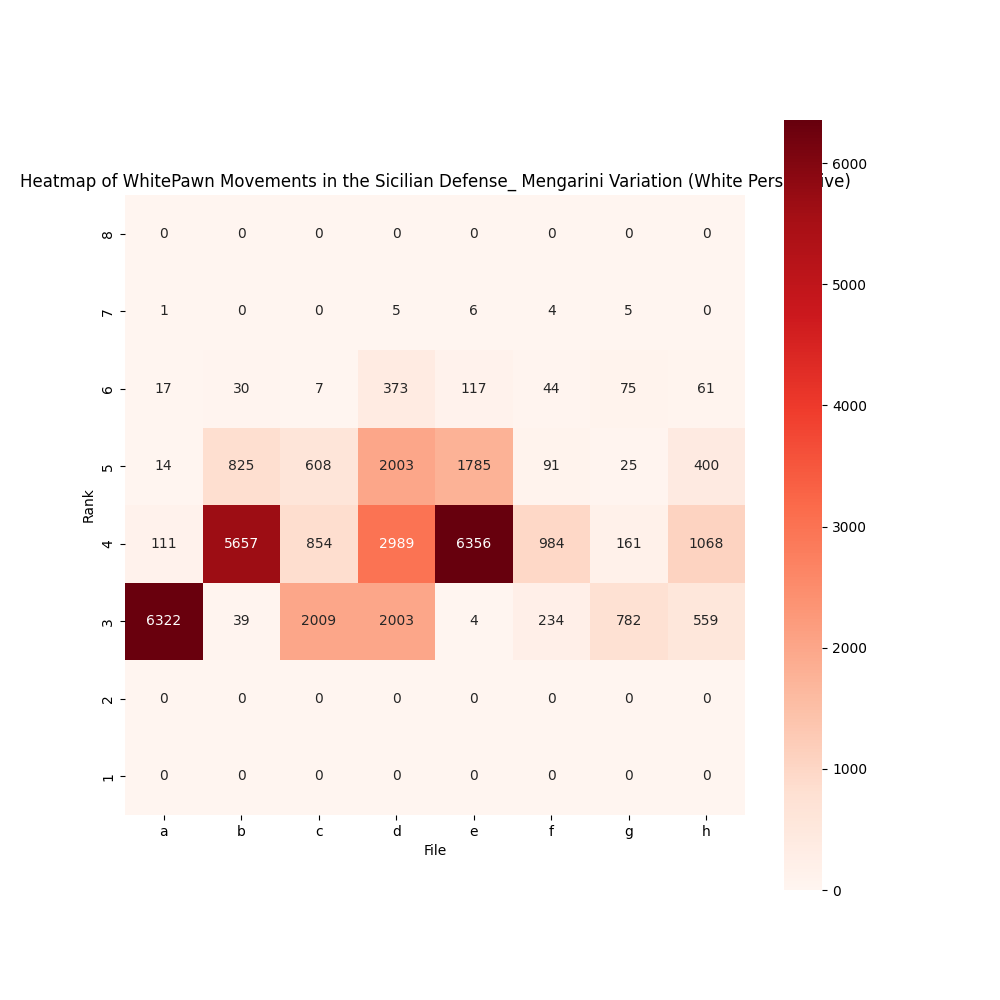 Heatmap of WhitePawn Movements in the Sicilian Defense_ Mengarini Variation (White Pers ive)
8 0 0 0 0 0 0 0 0
7 1 0 0 5 6 4 5 0
6 17 30 7 373 117 44 75 61
5 14 825 608 2003 1785 91 25 400
4 111 5657 854 2989 6356 984 161 1068
3 6322 39 2009 2003 4 234 782 559
2 0 0 0 0 0 0 0 0
1 0 0 0 0 0 0 0 0
a b c d e f g h
File
Rank
6000
5000
4000
3000
2000
1000
0